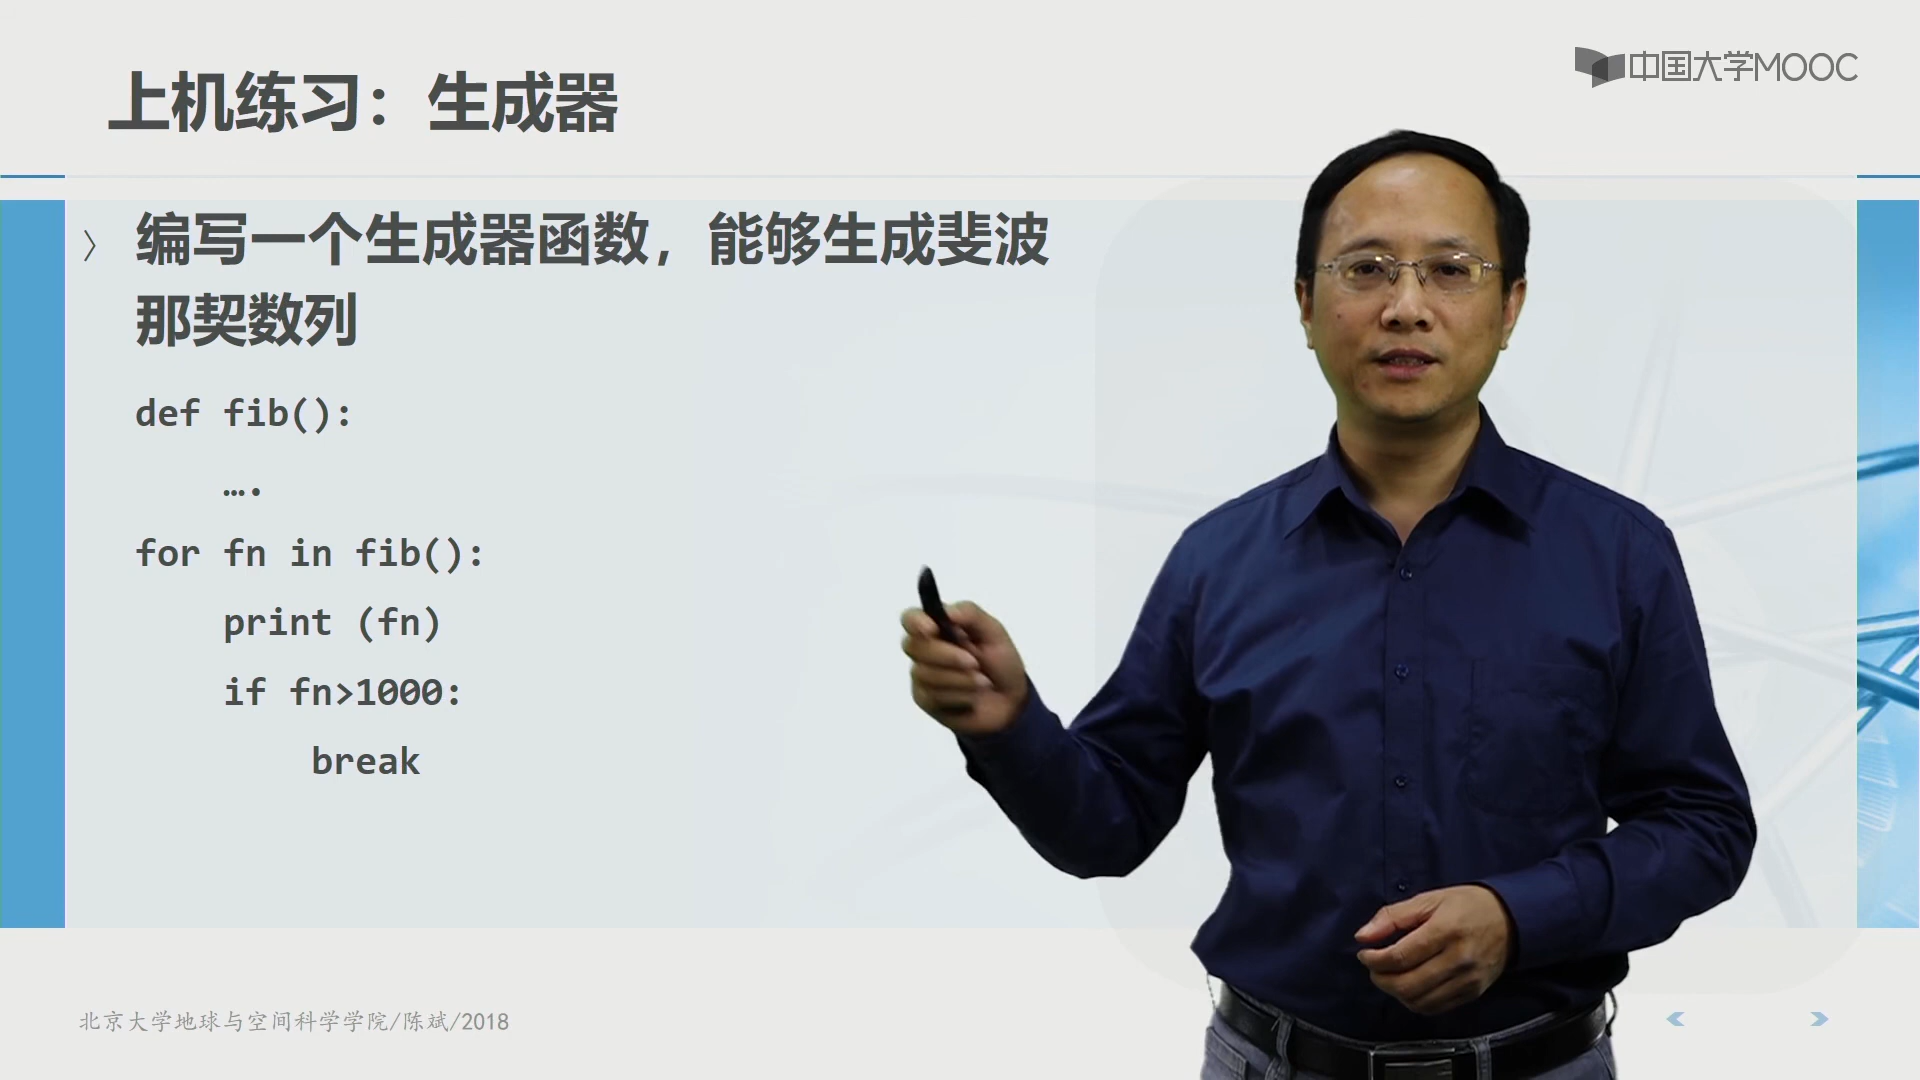 上机练习：生成器
中国大学MOOC
〉 编写一个生成器函数，能够生成斐波
那契数列
def fib():
    ….
for fn in fib():
    print (fn)
    if fn>1000:
        break
北京大学地球与空间科学学院/陈斌/2018